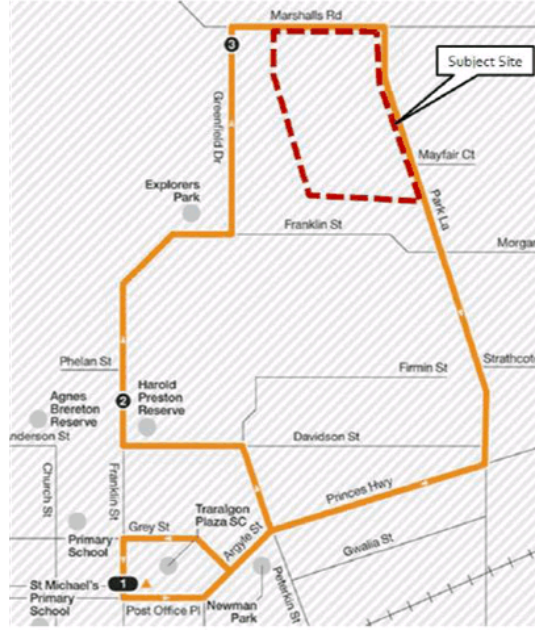 Marshalls Rd
3
Subject Site
Greenfield Dr
Mayfair Ct
Explorers
Park
Park La
Franklin St
Morgan
Phelan St
Firmin St
Strathcote
Agnes
Brereton
Reserve
2
Harold
Preston
Reserve
nderson St
Davidson St
Church St
Franklin St
Princes Hwy
Traralgon
Plaza SC
Grey St
Argyle St
Primary
School
Gwalia St
1
St Michael's
Primary
School
Post Office Pl
Newman
Park
Peterkin St